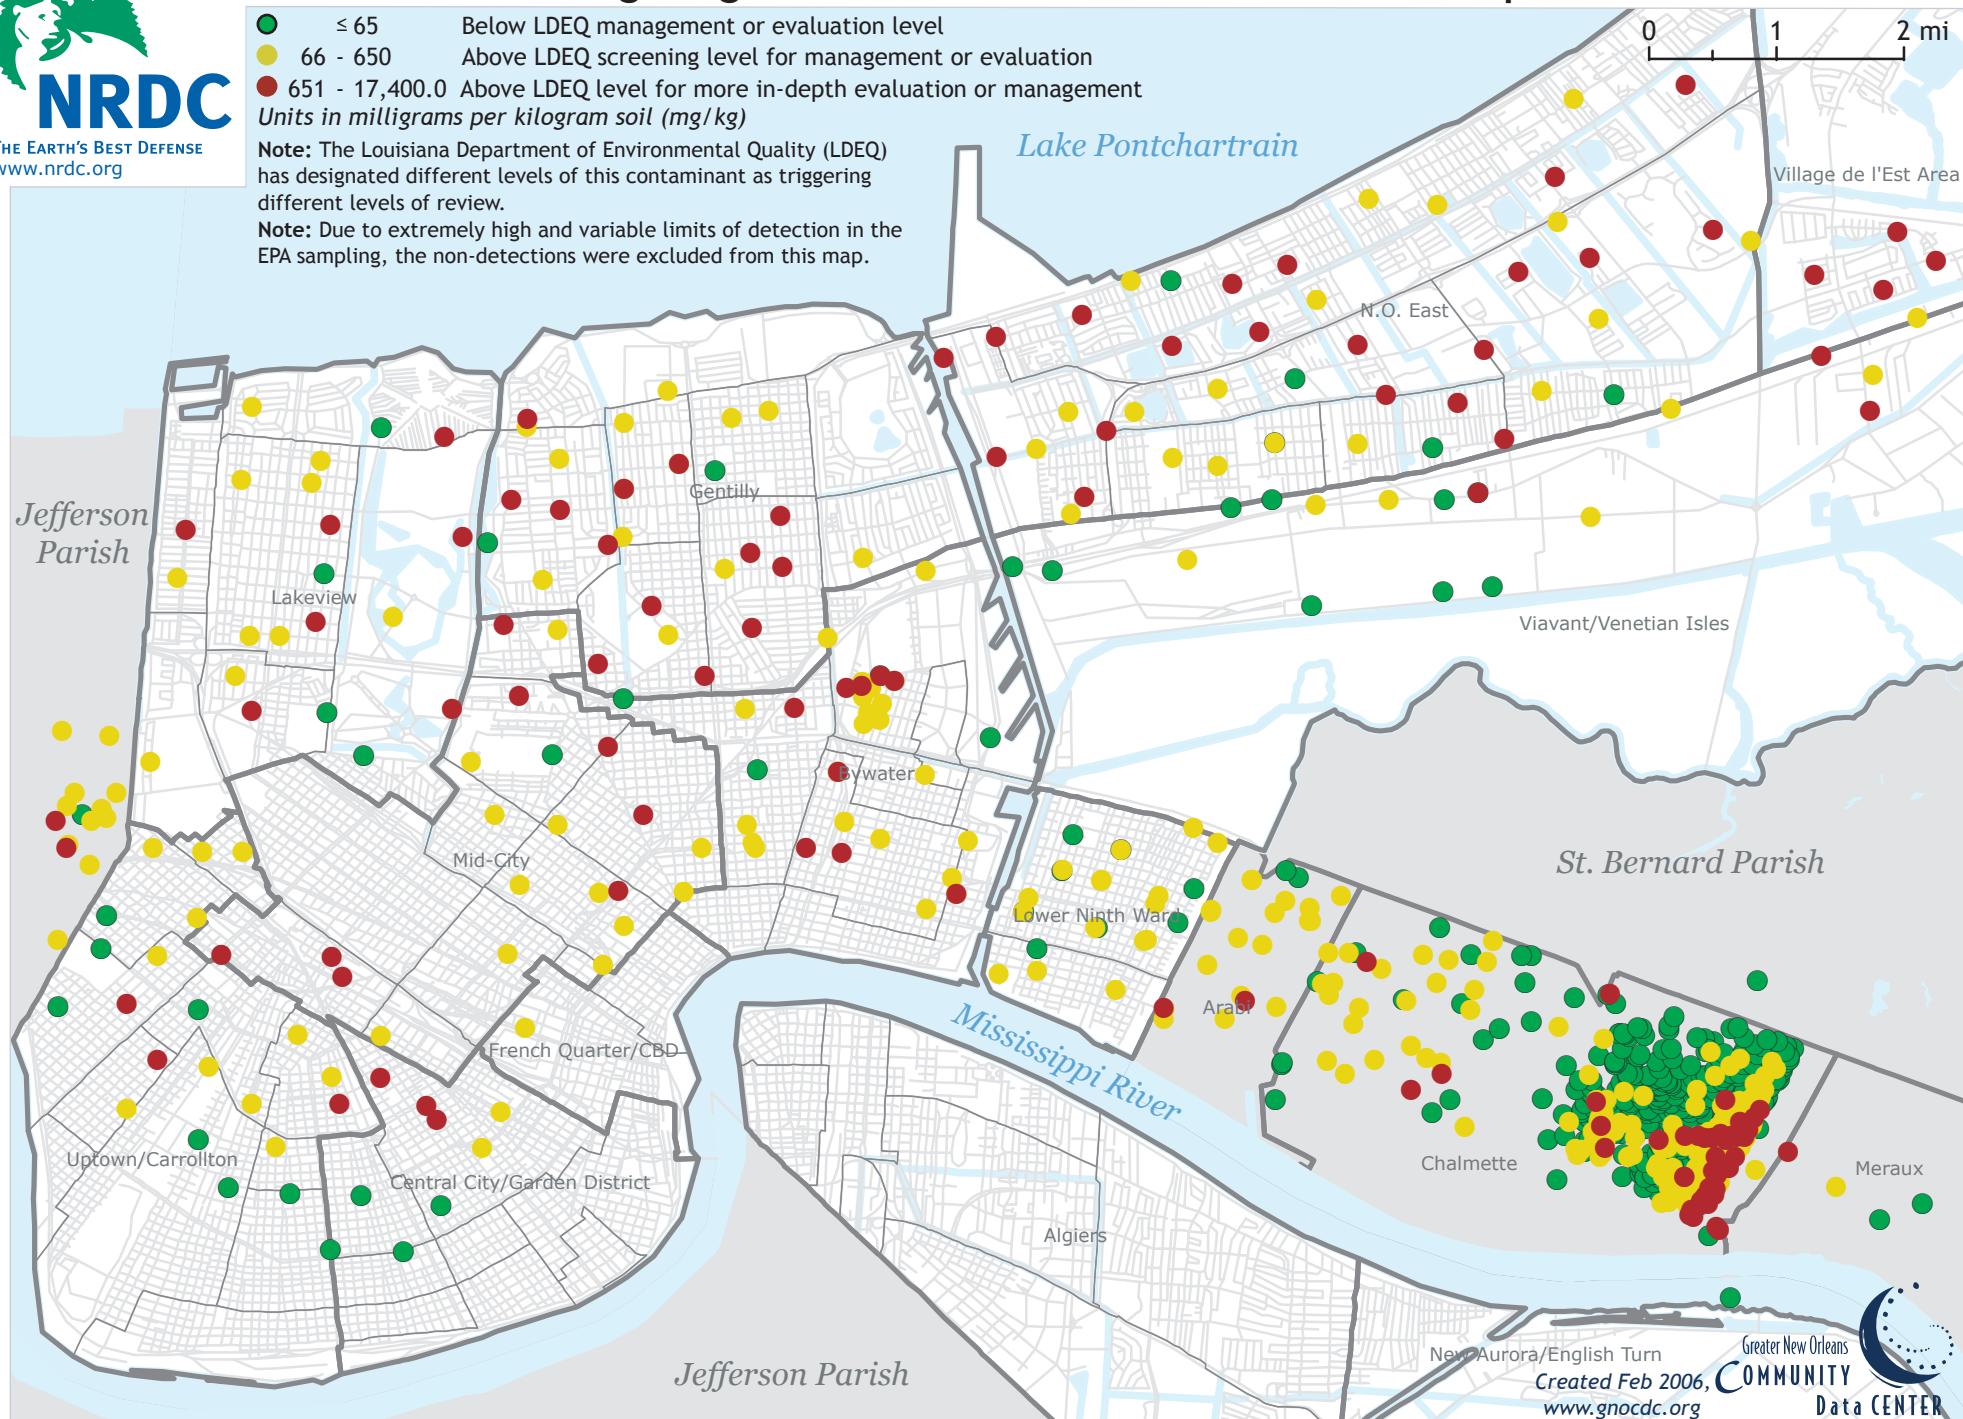 NRDC
THE EARTH'S BEST DEFENSE
www.nrdc.org
≤ 65 Below LDEQ management or evaluation level
66 - 650 Above LDEQ screening level for management or evaluation
651 - 17,400.0 Above LDEQ level for more in-depth evaluation or management
Units in milligrams per kilogram soil (mg/kg)
Note: The Louisiana Department of Environmental Quality (LDEQ)
has designated different levels of this contaminant as triggering
different levels of review.
Note: Due to extremely high and variable limits of detection in the
EPA sampling, the non-detections were excluded from this map.
0 1 2 mi
Lake Pontchartrain
Village de l'Est Area
N.O. East
Jefferson
Parish
Gentilly
Lakeview
Viavant/Venetian Isles
Bywater
Mid-City
St. Bernard Parish
Lower Ninth Ward
Arabi
Mississippi River
French Quarter/CBD
Uptown/Carrollton
Central City/Garden District
Chalmette
Meraux
Algiers
New Aurora/English Turn
Jefferson Parish
Created Feb 2006,
www.gnocdc.org
Greater New Orleans
COMMUNITY
Data CENTER